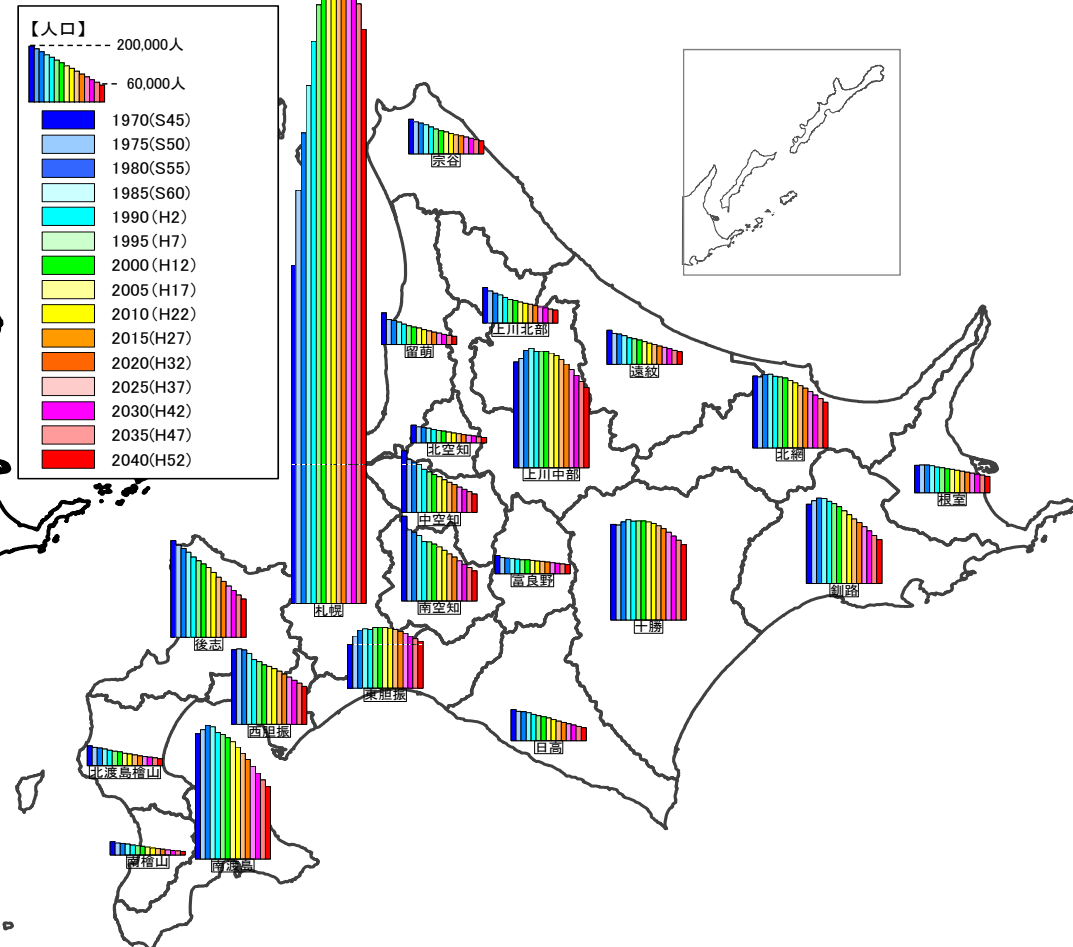 【人口】
200,000人
60,000人
1970(S45)
1975(S50)
1980(S55)
1985(S60)
1990(H2)
1995(H7)
2000(H12)
2005(H17)
2010(H22)
2015(H27)
2020(H32)
2025(H37)
2030(H42)
2035(H47)
2040(H52)
宗谷
上川北部
留萌
遠紋
北空知
北網
上川中部
根室
中空知
富良野
釧路
南空知
札幌
十勝
後志
東胆振
西胆振
日高
北渡島檜山
南檜山
南渡島